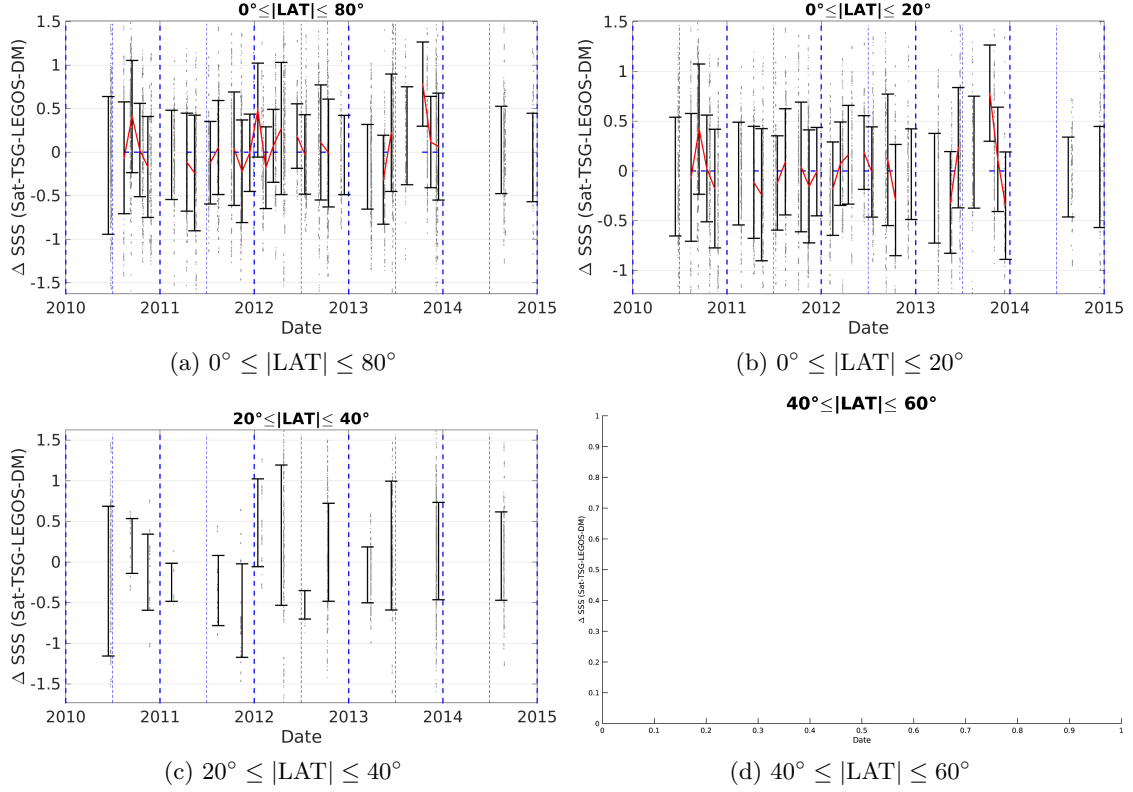 0°≤|LAT|≤ 80°
1.5
1
0.5
0
-0.5
-1
-1.5
Δ SSS (Sat-TSG-LEGOS-DM)
2010 2011 2012 2013 2014 2015
Date
(a) 0° ≤ |LAT| ≤ 80°
0°≤|LAT|≤ 20°
1.5
1
0.5
0
-0.5
-1
Δ SSS (Sat-TSG-LEGOS-DM)
2010 2011 2012 2013 2014 2015
Date
(b) 0° ≤ |LAT| ≤ 20°
20°≤|LAT|≤ 40°
1.5
1
0.5
0
-0.5
-1
-1.5
Δ SSS (Sat-TSG-LEGOS-DM)
2010 2011 2012 2013 2014 2015
Date
(c) 20° ≤ |LAT| ≤ 40°
40°≤|LAT|≤ 60°
1
0.9
0.8
0.7
0.6
0.5
0.4
0.3
0.2
0.1
0
Δ SSS (Sat-TSG-LEGOS-DM)
0 0.1 0.2 0.3 0.4 0.5 0.6 0.7 0.8 0.9 1
Date
(d) 40° ≤ |LAT| ≤ 60°